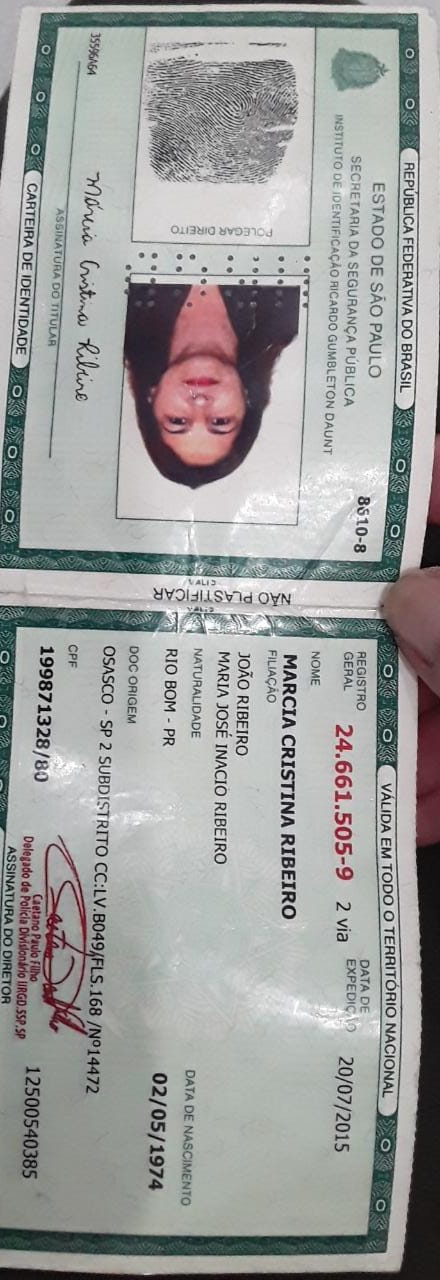 REPÚBLICA FEDERATIVA DO BRASIL
ESTADO DE SÃO PAULO
SECRETARIA DA SEGURANÇA PÚBLICA
INSTITUTO DE IDENTIFICAÇÃO RICARDO GUMBLETON DAUNT
8610-8
POLEGAR DIREITO
Márcia Cristina Ribeiro
35596A64
ASSINATURA DO TITULAR
CARTEIRA DE IDENTIDADE
NÃO PLASTIFICAR
VÁLIDA EM TODO O TERRITÓRIO NACIONAL
REGISTRO GERAL 24.661.505-9 2 via DATA DE EXPEDIÇÃO 20/07/2015
NOME
MARCIA CRISTINA RIBEIRO
FILIAÇÃO
JOÃO RIBEIRO
MARIA JOSÉ INACIO RIBEIRO
NATURALIDADE DATA DE NASCIMENTO
RIO BOM - PR 02/05/1974
DOC ORIGEM
OSASCO - SP 2 SUBDISTRITO CC:LV.B049/FLS.168 /Nº14472
CPF
199871328/80 12500540385
Caetano Paulo Filho
Delegado de Polícia Divisionário IIRGD.SSP.SP
ASSINATURA DO DIRETOR